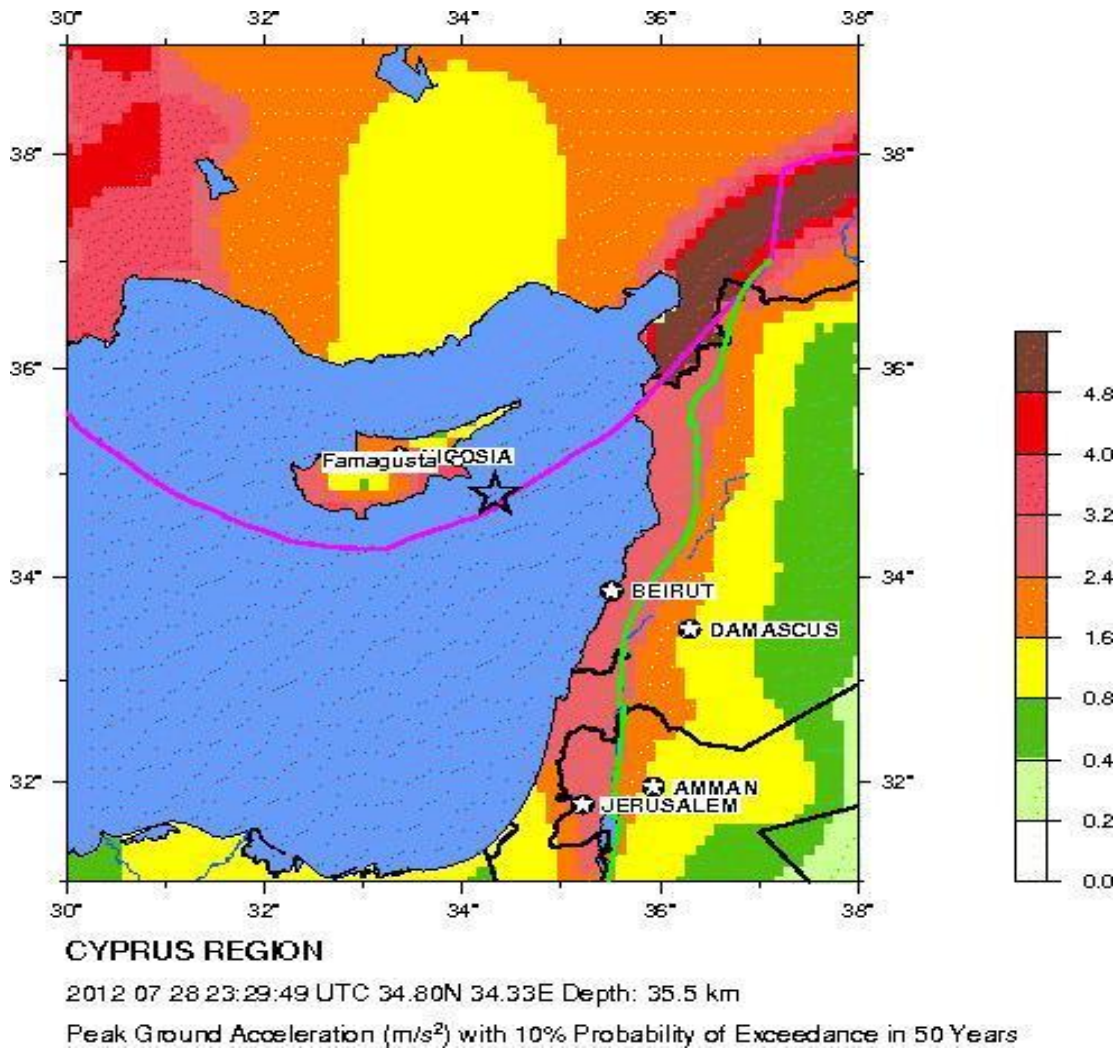 30° 32° 34° 36° 38°
38° 38°
36° 36°
4.8
4.0
Famagusta ICOSIA
3.2
2.4
34° 34°
BEIRUT
1.6
DAMASCUS
0.8
0.4
32° AMMAN 32°
JERUSALEM
0.2
0.0
30° 32° 34° 36° 38°
CYPRUS REGION
2012 07 28 23:29:49 UTC 34.80N 34.33E Depth: 35.5 km
Peak Ground Acceleration (m/s²) with 10% Probability of Exceedance in 50 Years